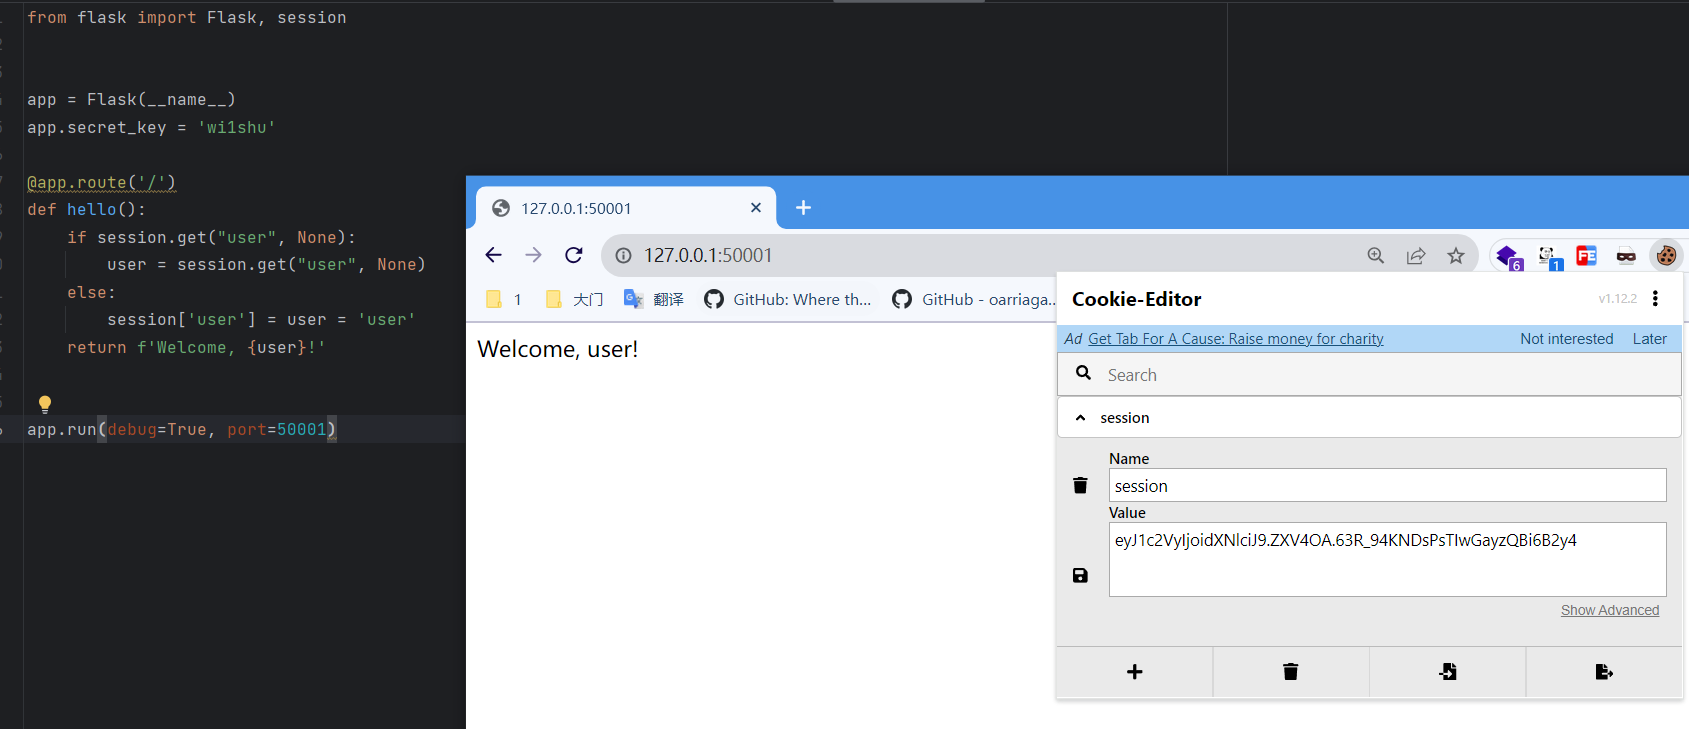 from flask import Flask, session
app = Flask(__name__)
app.secret_key = 'wi1shu'
@app.route('/')
def hello():
if session.get("user", None):
user = session.get("user", None)
else:
session['user'] = user = 'user'
return f'Welcome, {user}!'
app.run(debug=True, port=50001)
127.0.0.1:50001
127.0.0.1:50001
6
1
FE
1
大门
翻译
GitHub: Where th...
GitHub - oarriaga...
Welcome, user!
Cookie-Editor
v1.12.2
Ad Get Tab For A Cause: Raise money for charity Not interested Later
Search
session
Name
session
Value
eyJ1c2VyIjoidXNlciJ9.ZXV4OA.63R_94KNDsPsTIwGayzQBi6B2y4
Show Advanced